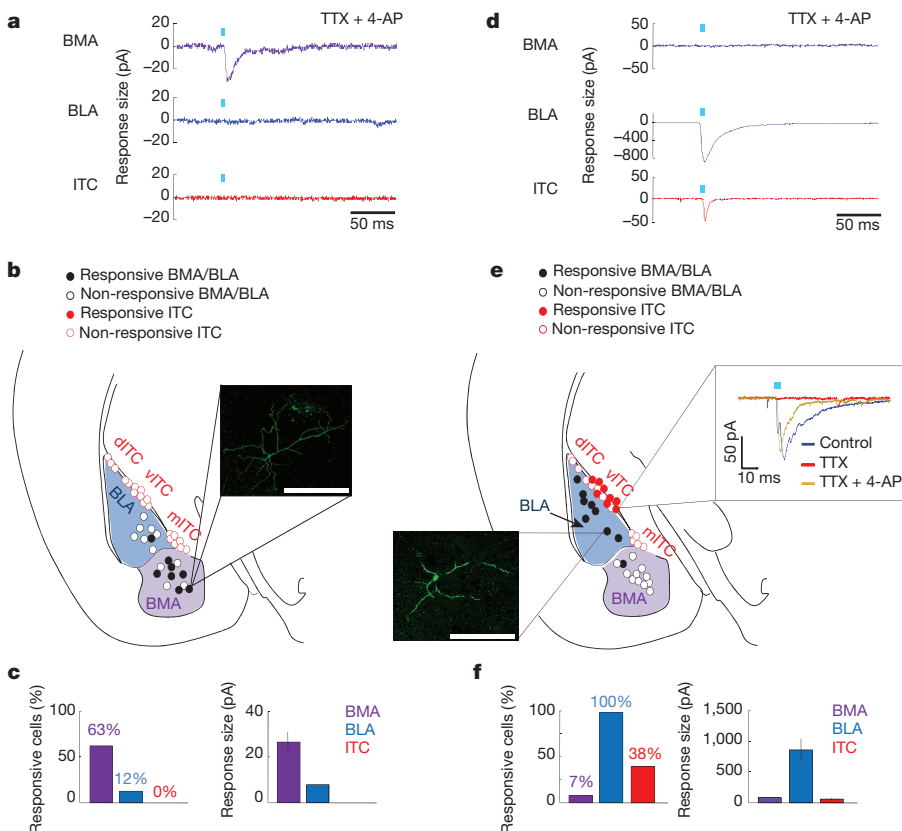 a
TTX + 4-AP
BMA
BLA
ITC
Response size (pA)
20
0
−20
20
0
−20
20
0
−20
50 ms
d
TTX + 4-AP
BMA
BLA
ITC
Response size (pA)
50
0
−50
0
−400
−800
50
0
−50
50 ms
b
Responsive BMA/BLA
Non-responsive BMA/BLA
Responsive ITC
Non-responsive ITC
dITC
vITC
mITC
BLA
BMA
e
Responsive BMA/BLA
Non-responsive BMA/BLA
Responsive ITC
Non-responsive ITC
dITC
vITC
mITC
BLA
BMA
50 pA
10 ms
Control
TTX
TTX + 4-AP
c
Responsive cells (%)
100
50
0
63%
12%
0%
Response size (pA)
40
20
0
BMA
BLA
ITC
f
Responsive cells (%)
100
50
0
7%
100%
38%
Response size (pA)
1,500
1,000
500
0
BMA
BLA
ITC